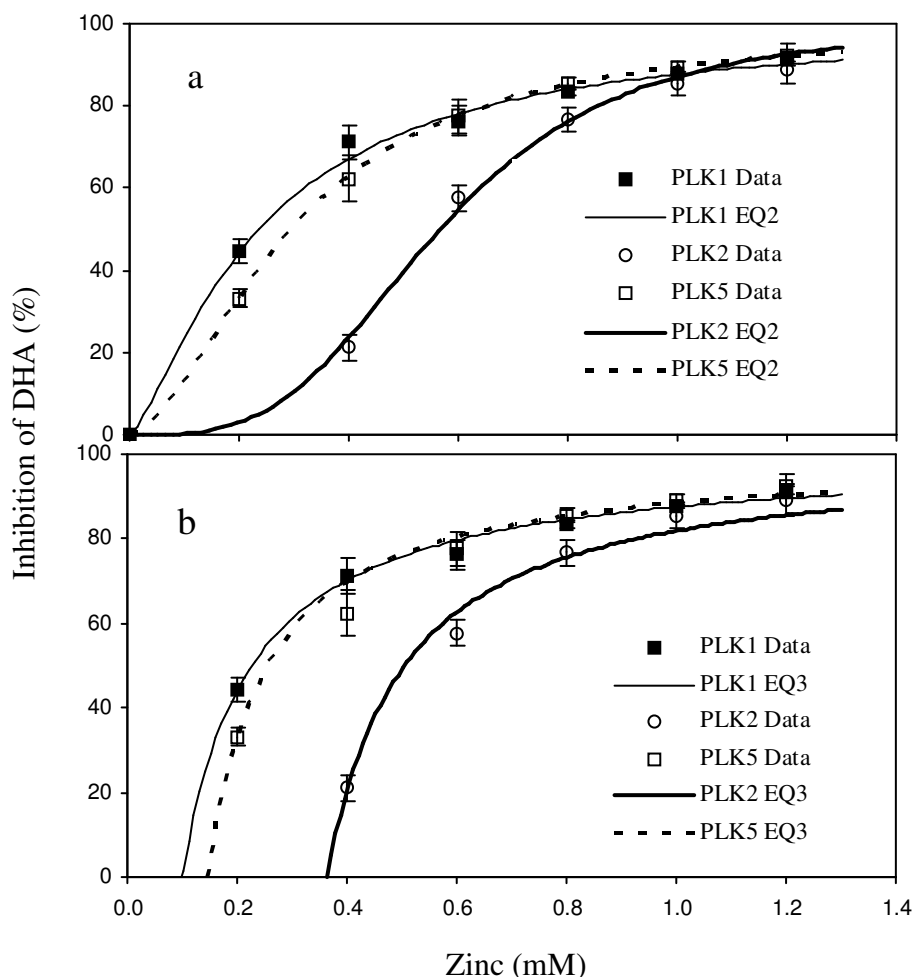 Inhibition of DHA (%)
100
80
60
40
20
0
a
PLK1 Data
PLK1 EQ2
PLK2 Data
PLK5 Data
PLK2 EQ2
PLK5 EQ2
100
80
60
40
20
0
b
PLK1 Data
PLK1 EQ3
PLK2 Data
PLK5 Data
PLK2 EQ3
PLK5 EQ3
0.0 0.2 0.4 0.6 0.8 1.0 1.2 1.4
Zinc (mM)